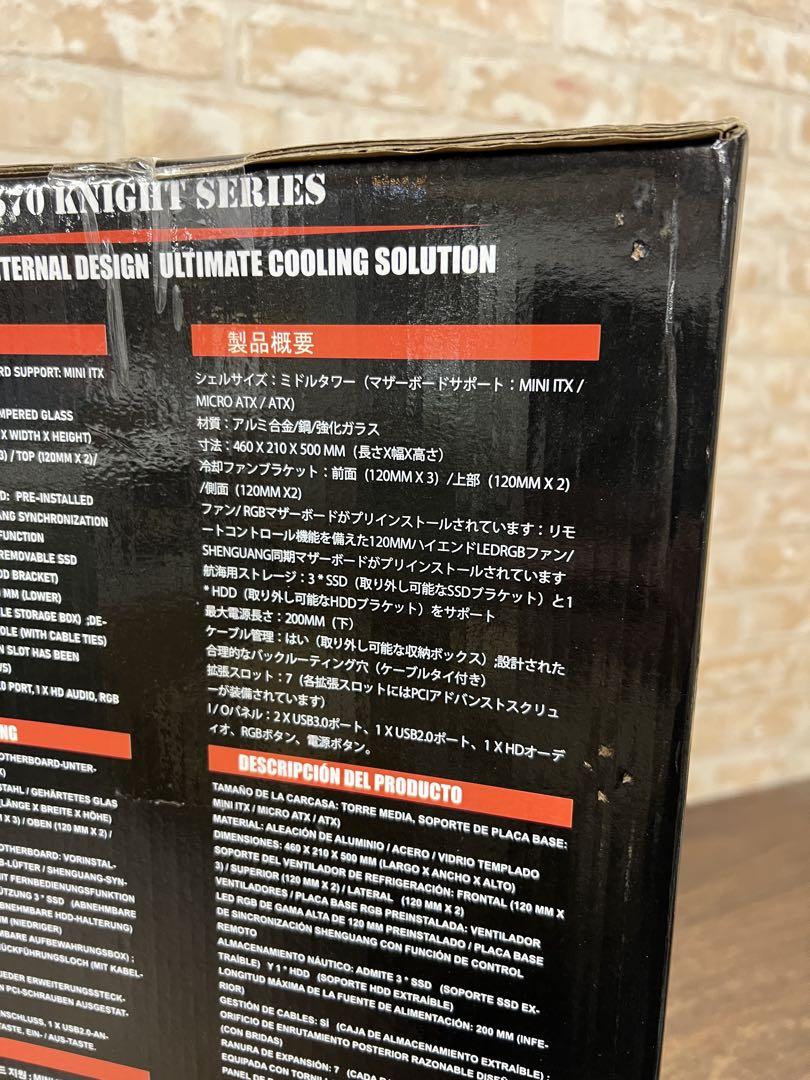 570 KNIGHT SERIES
TERNAL DESIGN ULTIMATE COOLING SOLUTION
RD SUPPORT: MINI ITX
MPERED GLASS
X WIDTH X HEIGHT)
3) / TOP (120MM X 2)/
D: PRE-INSTALLED
ANG SYNCHRONIZATION
FUNCTION
REMOVABLE SSD
DD BRACKET)
MM (LOWER)
LE STORAGE BOX) ;DE-
OLE (WITH CABLE TIES)
N SLOT HAS BEEN
WS)
.0 PORT, 1 X HD AUDIO, RGB
製品概要
シェルサイズ：ミドルタワー（マザーボードサポート：MINI ITX /
MICRO ATX / ATX)
材質：アルミ合金/鋼/強化ガラス
寸法：460 X 210 X 500 MM（長さX幅X高さ）
冷却ファンブラケット：前面（120MM X 3）/上部（120MM X 2）
/側面（120MM X2）
ファン/ RGBマザーボードがプリインストールされています：リモ
ートコントロール機能を備えた120MMハイエンドLEDRGBファン/
SHENGUANG同期マザーボードがプリインストールされています
航海用ストレージ：3 * SSD（取り外し可能なSSDブラケット）と1
* HDD（取り外し可能なHDDブラケット）をサポート
最大電源長さ：200MM（下）
ケーブル管理：はい（取り外し可能な収納ボックス）;設計された
合理的なバックルーティング穴（ケーブルタイ付き）
拡張スロット：7（各拡張スロットにはPCIアドバンストスクリュ
ーが装備されています）
I / Oパネル：2 X USB3.0ポート、1 X USB2.0ポート、1 X HDオーデ
ィオ、RGBボタン、電源ボタン。
NG
OTHERBOARD-UNTER-
X)
STAHL / GEHÄRTETES GLAS
(LÄNGE X BREITE X HÖHE)
M X 3) / OBEN (120 MM X 2) /
OTHERBOARD: VORINSTAL-
B-LÜFTER / SHENGUANG-SYN-
MIT FERNBEDIENUNGSFUNKTION
TÜTZUNG 3 * SSD (ABNEHMBARE
BNEHMBARE HDD-HALTERUNG)
MM (NIEDRIGER)
MBARE AUFBEWAHRUNGSBOX) ;
RÜCKFÜHRUNGSLOCH (MIT KABEL-
JEDER ERWEITERUNGSSTECK-
N PCI-SCHRAUBEN AUSGESTAT-
ANSCHLUSS, 1 X USB2.0-AN-
TASTE, EIN- / AUS-TASTE.
DESCRIPCIÓN DEL PRODUCTO
TAMAÑO DE LA CARCASA: TORRE MEDIA, SOPORTE DE PLACA BASE:
MINI ITX / MICRO ATX / ATX)
MATERIAL: ALEACIÓN DE ALUMINIO / ACERO / VIDRIO TEMPLADO
DIMENSIONES: 460 X 210 X 500 MM (LARGO X ANCHO X ALTO)
SOPORTE DEL VENTILADOR DE REFRIGERACIÓN: FRONTAL (120 MM X
3) / SUPERIOR (120 MM X 2) / LATERAL (120 MM X 2)
VENTILADORES / PLACA BASE RGB PREINSTALADA: VENTILADOR
LED RGB DE GAMA ALTA DE 120 MM PREINSTALADO / PLACA BASE
DE SINCRONIZACIÓN SHENGUANG CON FUNCIÓN DE CONTROL
REMOTO
ALMACENAMIENTO NÁUTICO: ADMITE 3 * SSD (SOPORTE SSD EX-
TRAÍBLE) Y 1 * HDD (SOPORTE HDD EXTRAÍBLE)
LONGITUD MÁXIMA DE LA FUENTE DE ALIMENTACIÓN: 200 MM (INFE-
RIOR)
GESTIÓN DE CABLES: SÍ (CAJA DE ALMACENAMIENTO EXTRAÍBLE) ;
ORIFICIO DE ENRUTAMIENTO POSTERIOR RAZONABLE DISE
(CON BRIDAS)
RANURA DE EXPANSIÓN: 7 (CADA
EQUIPADA CON TORNILL
PANEL DE
드 지원 : MINI